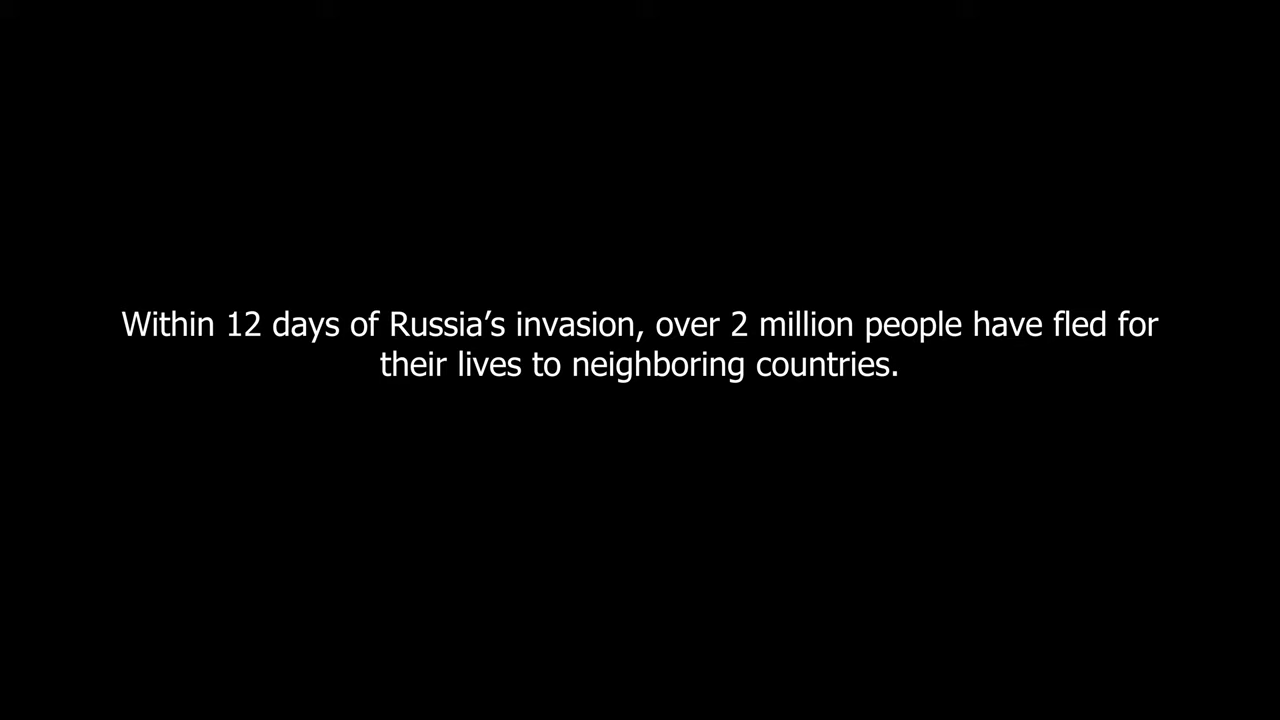 Within 12 days of Russia’s invasion, over 2 million people have fled for
their lives to neighboring countries.